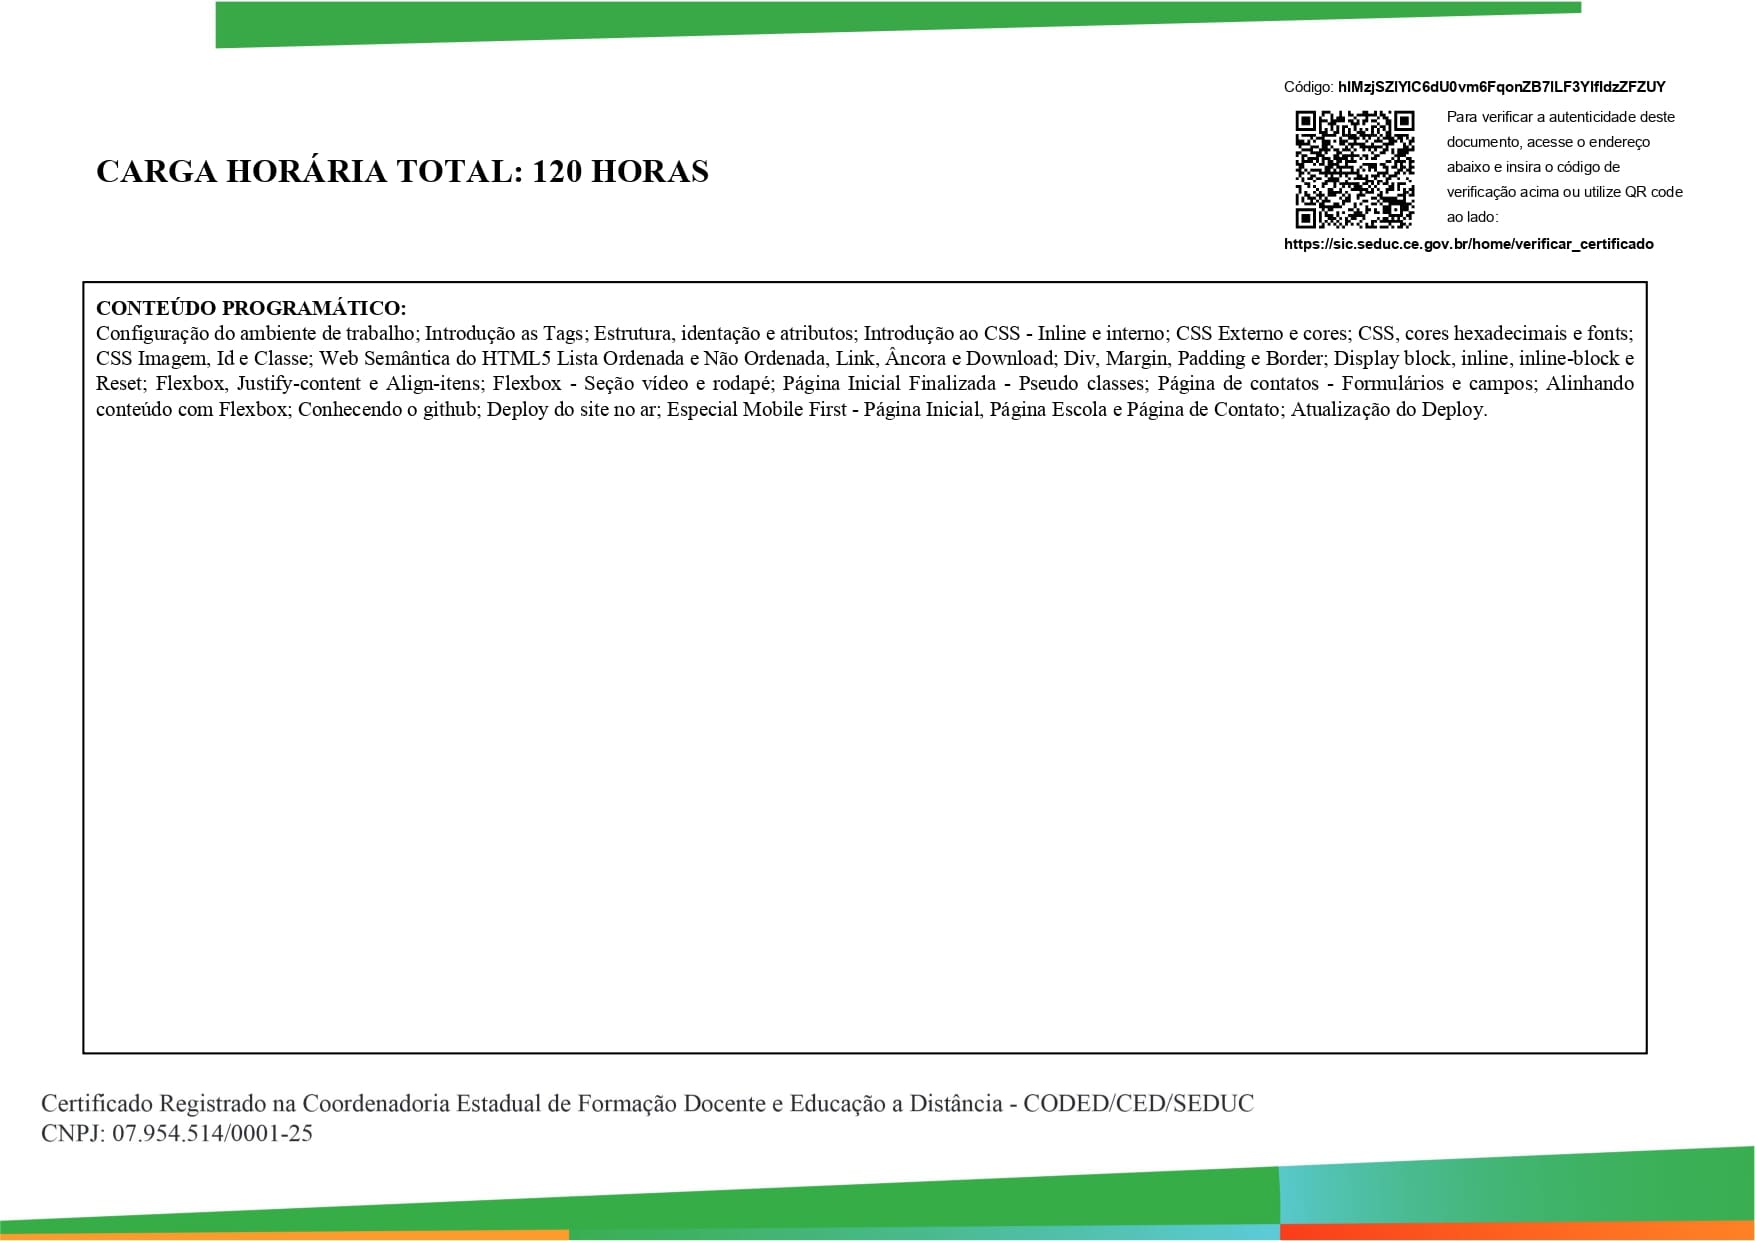 Código: hIMzjSZIYIC6dU0vm6FqonZB7ILF3YIfIdzZFZUY
Para verificar a autenticidade deste
documento, acesse o endereço
abaixo e insira o código de
verificação acima ou utilize QR code
ao lado:
https://sic.seduc.ce.gov.br/home/verificar_certificado
CARGA HORÁRIA TOTAL: 120 HORAS
CONTEÚDO PROGRAMÁTICO:
Configuração do ambiente de trabalho; Introdução as Tags; Estrutura, identação e atributos; Introdução ao CSS - Inline e interno; CSS Externo e cores; CSS, cores hexadecimais e fonts;
CSS Imagem, Id e Classe; Web Semântica do HTML5 Lista Ordenada e Não Ordenada, Link, Âncora e Download; Div, Margin, Padding e Border; Display block, inline, inline-block e
Reset; Flexbox, Justify-content e Align-itens; Flexbox - Seção vídeo e rodapé; Página Inicial Finalizada - Pseudo classes; Página de contatos - Formulários e campos; Alinhando
conteúdo com Flexbox; Conhecendo o github; Deploy do site no ar; Especial Mobile First - Página Inicial, Página Escola e Página de Contato; Atualização do Deploy.
Certificado Registrado na Coordenadoria Estadual de Formação Docente e Educação a Distância - CODED/CED/SEDUC
CNPJ: 07.954.514/0001-25